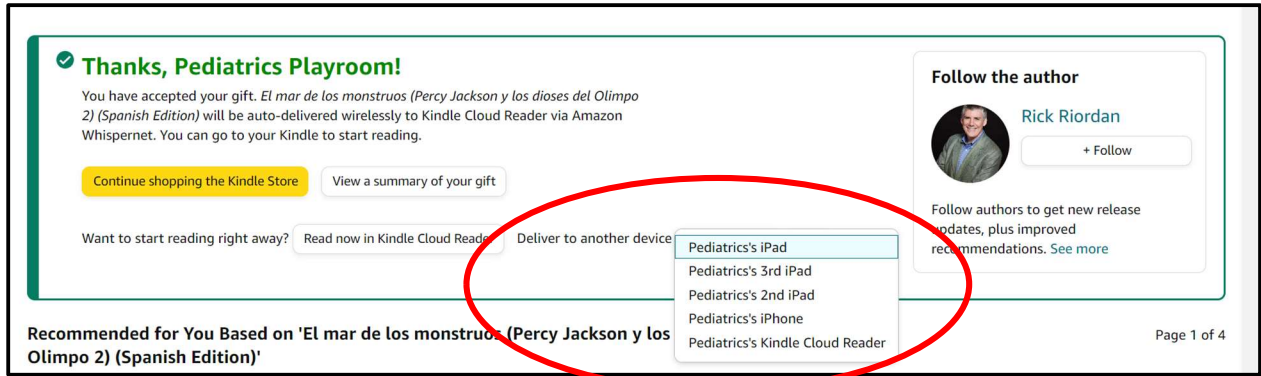 Thanks, Pediatrics Playroom!
You have accepted your gift. El mar de los monstruos (Percy Jackson y los dioses del Olimpo
2) (Spanish Edition) will be auto-delivered wirelessly to Kindle Cloud Reader via Amazon
Whispernet. You can go to your Kindle to start reading.
Continue shopping the Kindle Store
View a summary of your gift
Want to start reading right away?
Read now in Kindle Cloud Reader
Deliver to another device
Pediatrics's iPad
Pediatrics's 3rd iPad
Pediatrics's 2nd iPad
Pediatrics's iPhone
Pediatrics's Kindle Cloud Reader
Follow the author
Rick Riordan
+ Follow
Follow authors to get new release
updates, plus improved
recommendations. See more
Recommended for You Based on 'El mar de los monstruos (Percy Jackson y los
Olimpo 2) (Spanish Edition)'
Page 1 of 4